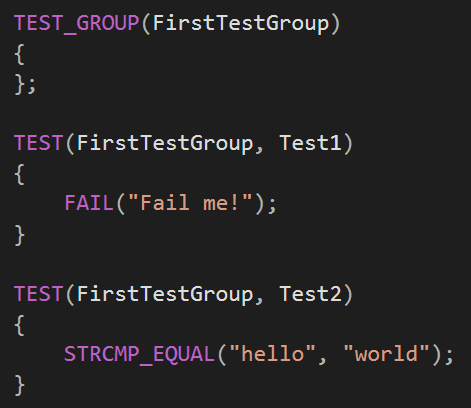 TEST_GROUP(FirstTestGroup)
{
};
TEST(FirstTestGroup, Test1)
{
    FAIL("Fail me!");
}
TEST(FirstTestGroup, Test2)
{
    STRCMP_EQUAL("hello", "world");
}